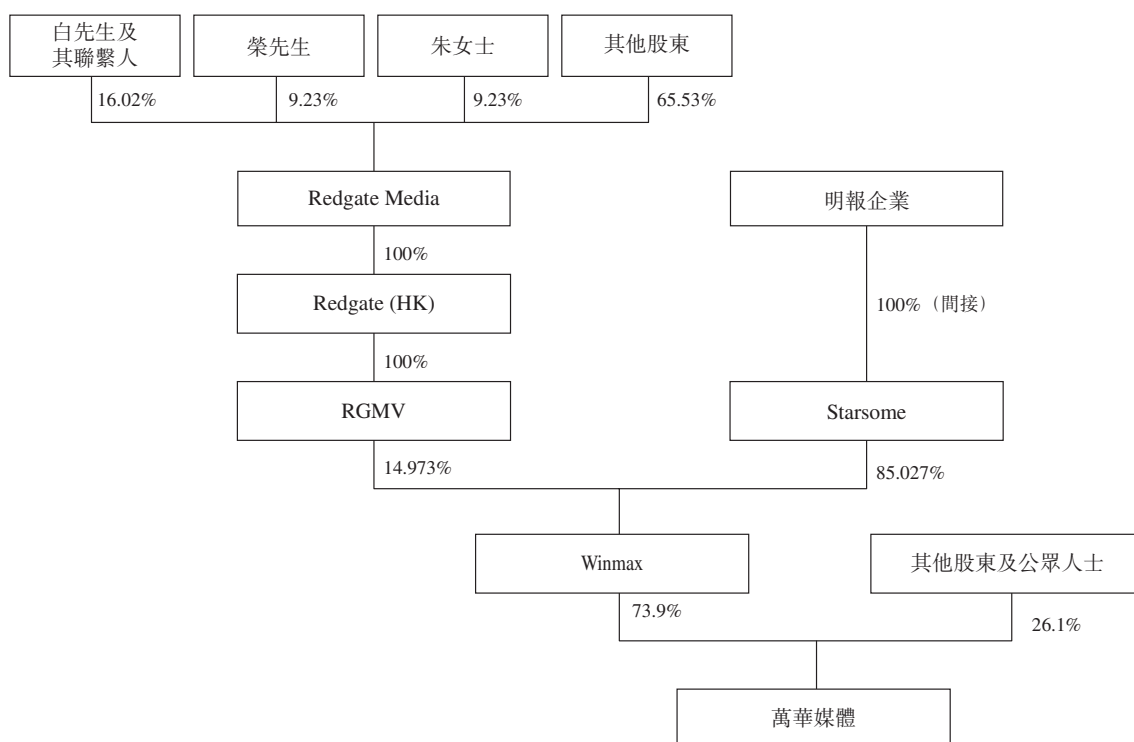 白先生及
其聯繫人
榮先生
朱女士
其他股東
16.02%
9.23%
9.23%
65.53%
Redgate Media
明報企業
100%
Redgate (HK)
100%（間接）
100%
RGMV
Starsome
14.973%
85.027%
Winmax
其他股東及公眾人士
73.9%
26.1%
萬華媒體